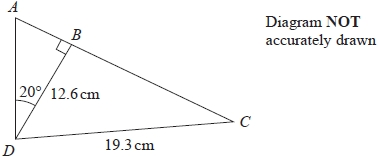 A
B
Diagram NOT
accurately drawn
20°
12.6 cm
C
19.3 cm
D